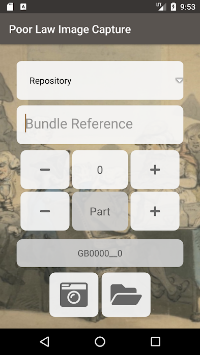 9:53
Poor Law Image Capture
Repository
Bundle Reference
− 0 +
− Part +
GB0000__0